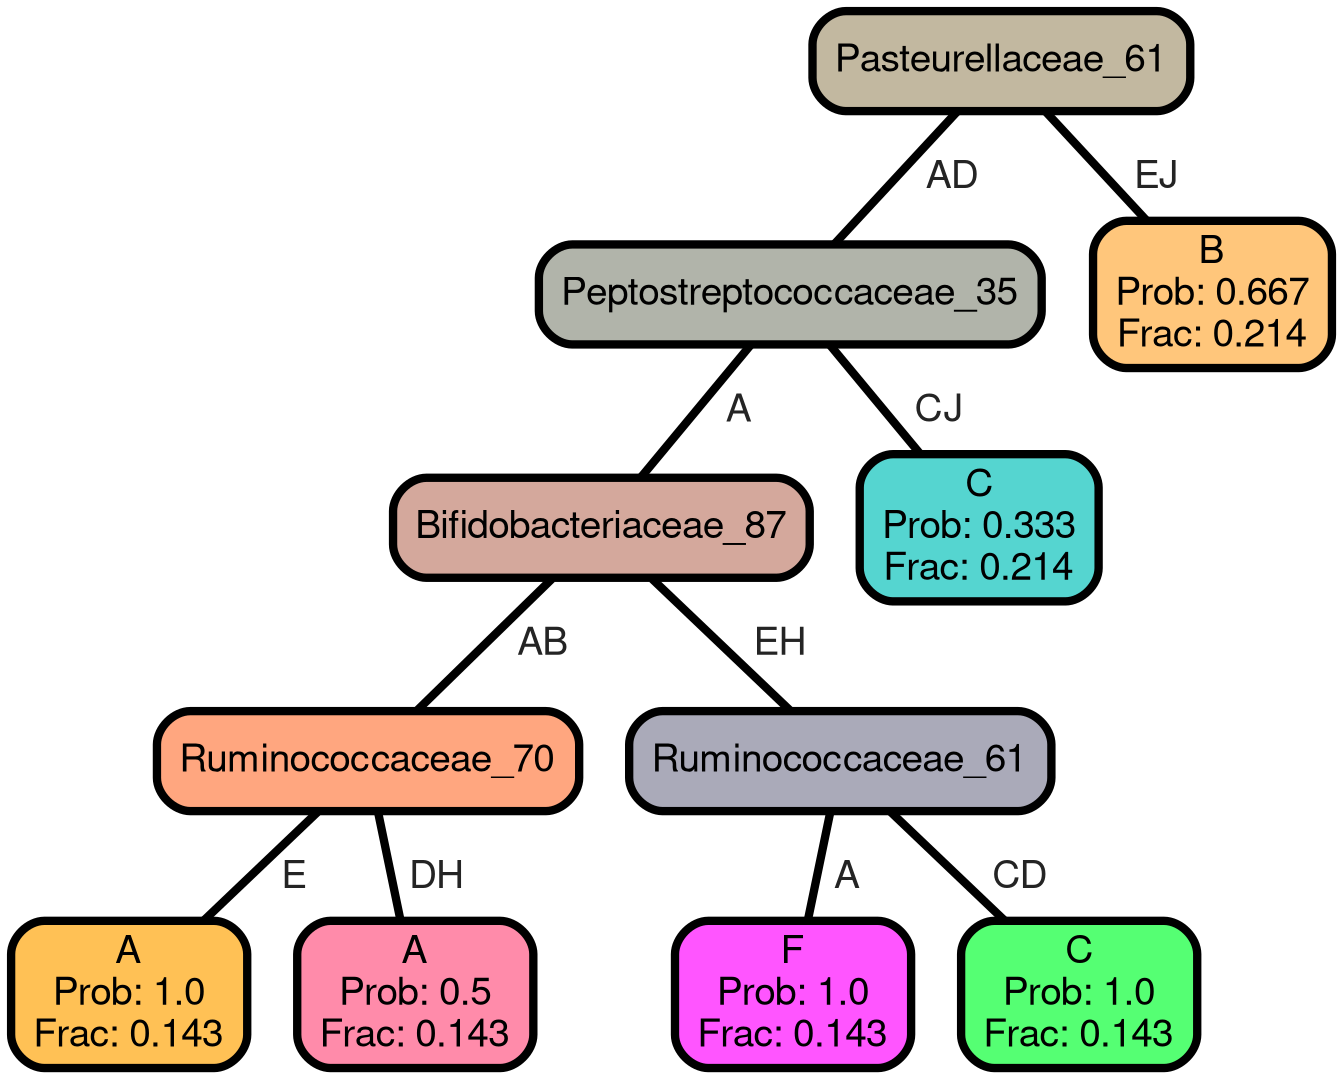 Pasteurellaceae_61
AD
EJ
Peptostreptococcaceae_35
B
Prob: 0.667
Frac: 0.214
A
CJ
Bifidobacteriaceae_87
C
Prob: 0.333
Frac: 0.214
AB
EH
Ruminococcaceae_70
Ruminococcaceae_61
E
DH
A
CD
A
Prob: 1.0
Frac: 0.143
A
Prob: 0.5
Frac: 0.143
F
Prob: 1.0
Frac: 0.143
C
Prob: 1.0
Frac: 0.143